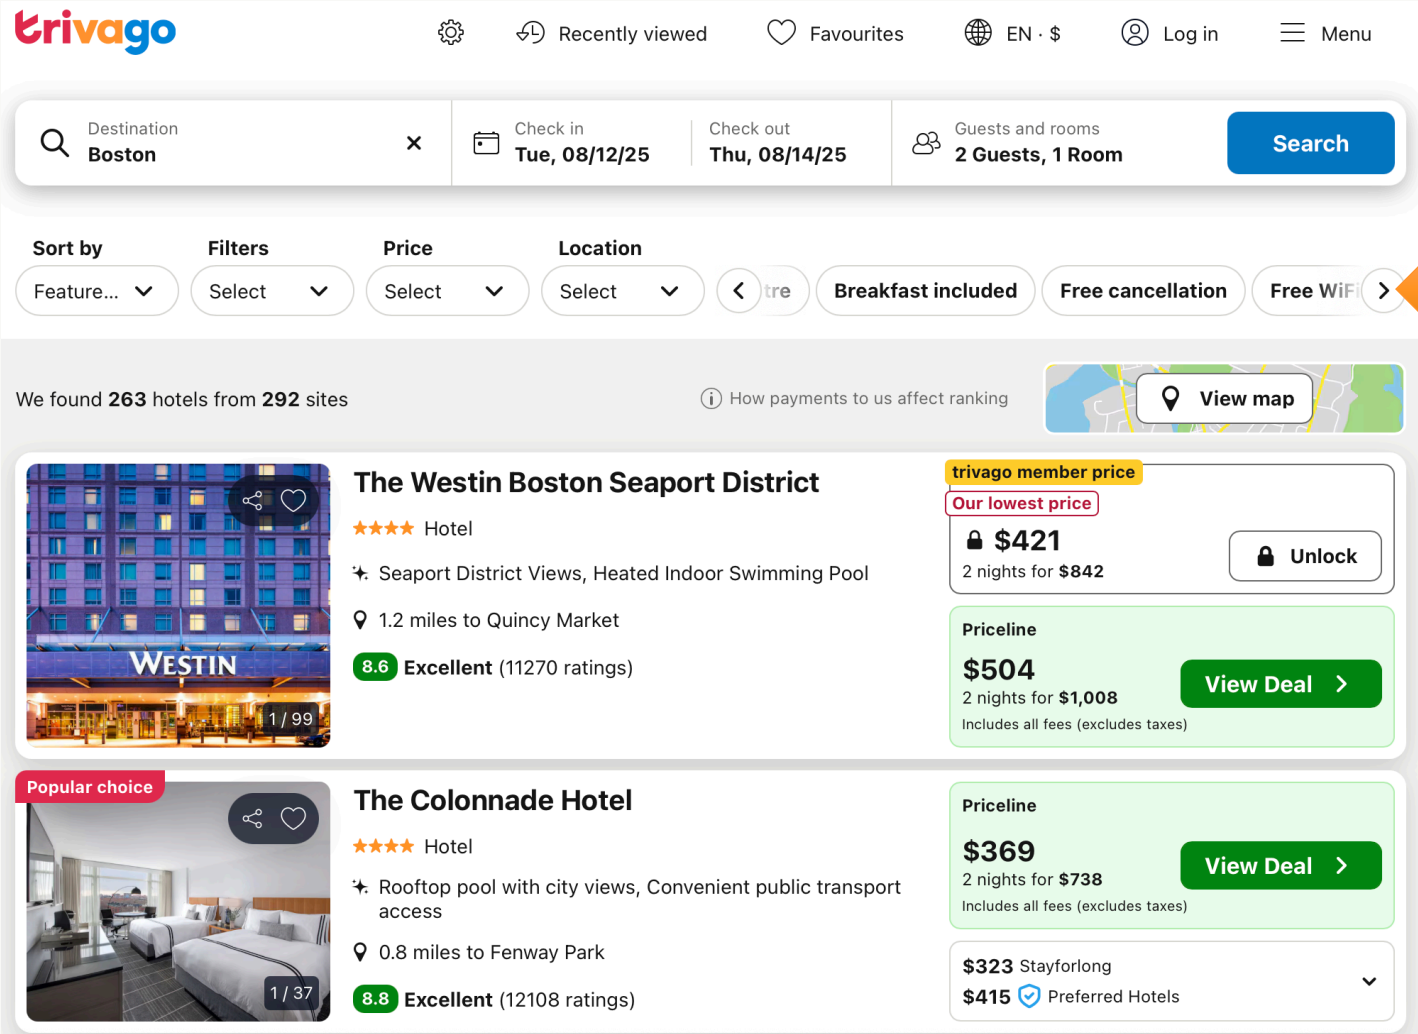 trivago
Recently viewed
Favourites
EN · $
Log in
Menu
Destination
Boston
Check in
Tue, 08/12/25
Check out
Thu, 08/14/25
Guests and rooms
2 Guests, 1 Room
Search
Sort by
Feature...
Filters
Select
Price
Select
Location
Select
tre
Breakfast included
Free cancellation
Free WiFi
We found 263 hotels from 292 sites
How payments to us affect ranking
View map
WESTIN
1 / 99
The Westin Boston Seaport District
Hotel
Seaport District Views, Heated Indoor Swimming Pool
1.2 miles to Quincy Market
8.6 Excellent (11270 ratings)
trivago member price
Our lowest price
$421
2 nights for $842
Unlock
Priceline
$504
2 nights for $1,008
Includes all fees (excludes taxes)
View Deal
Popular choice
1 / 37
The Colonnade Hotel
Hotel
Rooftop pool with city views, Convenient public transport
access
0.8 miles to Fenway Park
8.8 Excellent (12108 ratings)
Priceline
$369
2 nights for $738
Includes all fees (excludes taxes)
View Deal
$323 Stayforlong
$415 Preferred Hotels